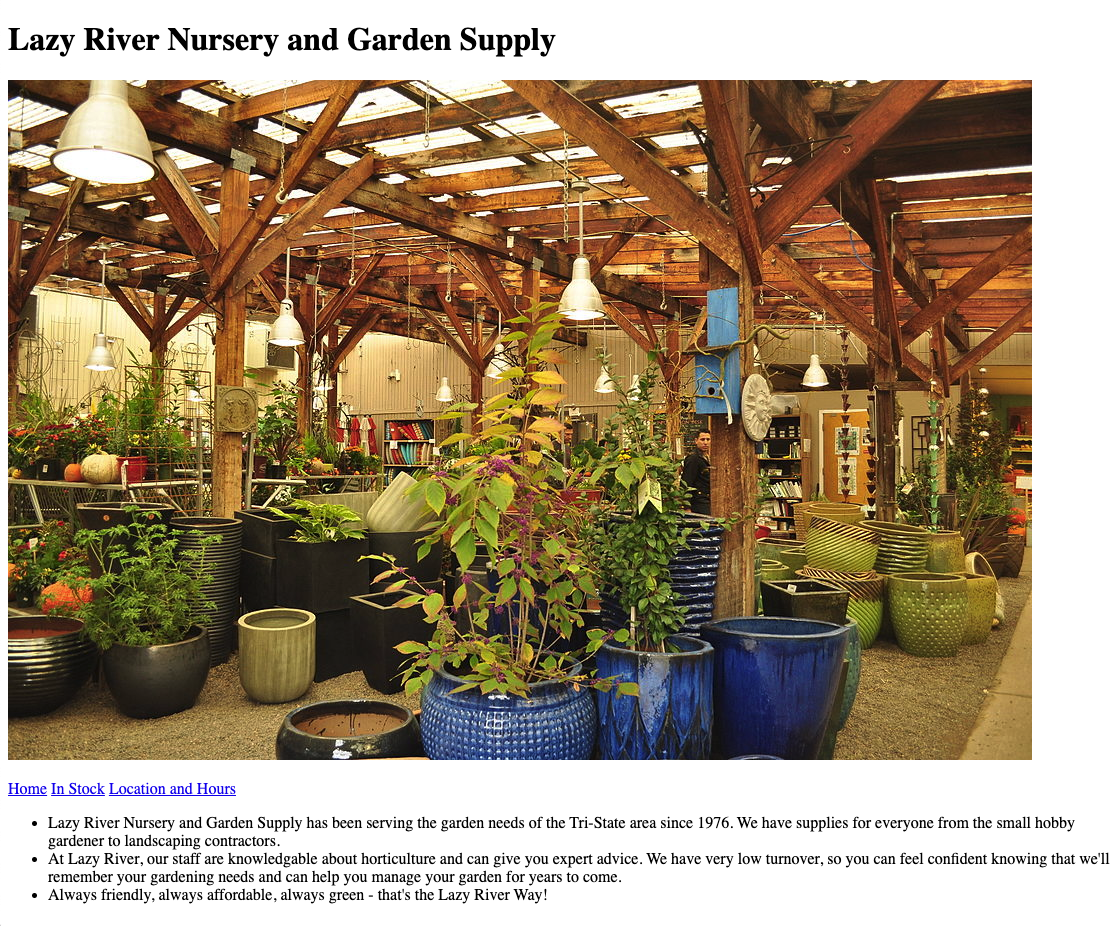 Lazy River Nursery and Garden Supply
Home In Stock Location and Hours
Lazy River Nursery and Garden Supply has been serving the garden needs of the Tri-State area since 1976. We have supplies for everyone from the small hobby
gardener to landscaping contractors.
At Lazy River, our staff are knowledgable about horticulture and can give you expert advice. We have very low turnover, so you can feel confident knowing that we'll
remember your gardening needs and can help you manage your garden for years to come.
Always friendly, always affordable, always green - that's the Lazy River Way!